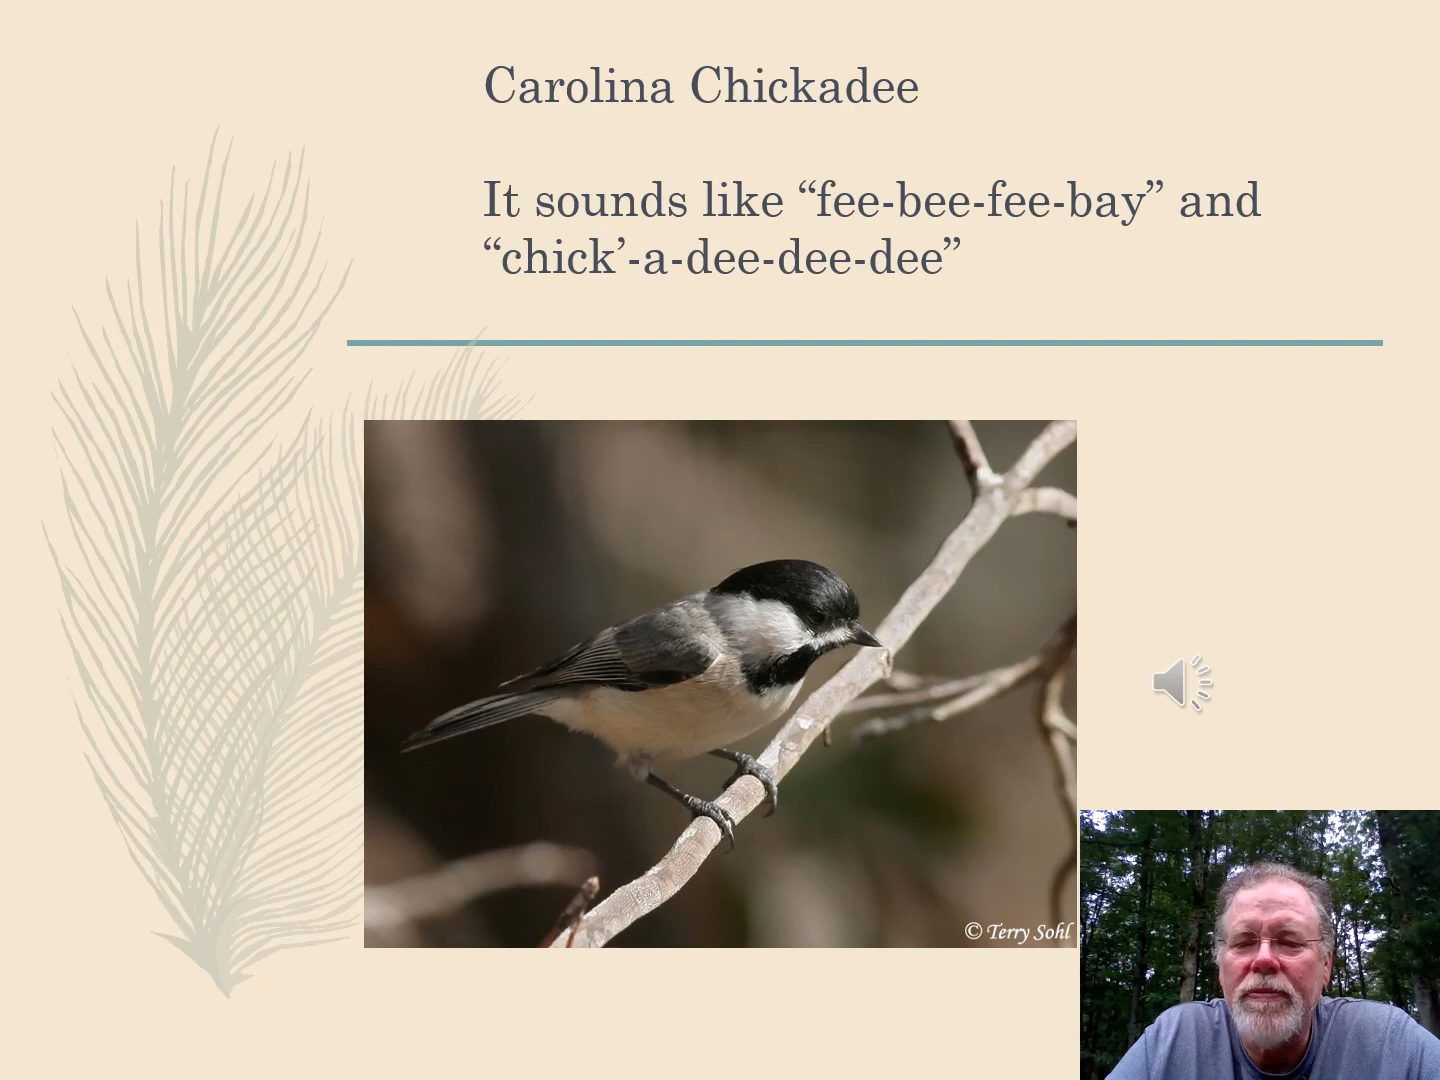 Carolina Chickadee
It sounds like “fee-bee-fee-bay” and
“chick’-a-dee-dee-dee”
© Terry Sohl